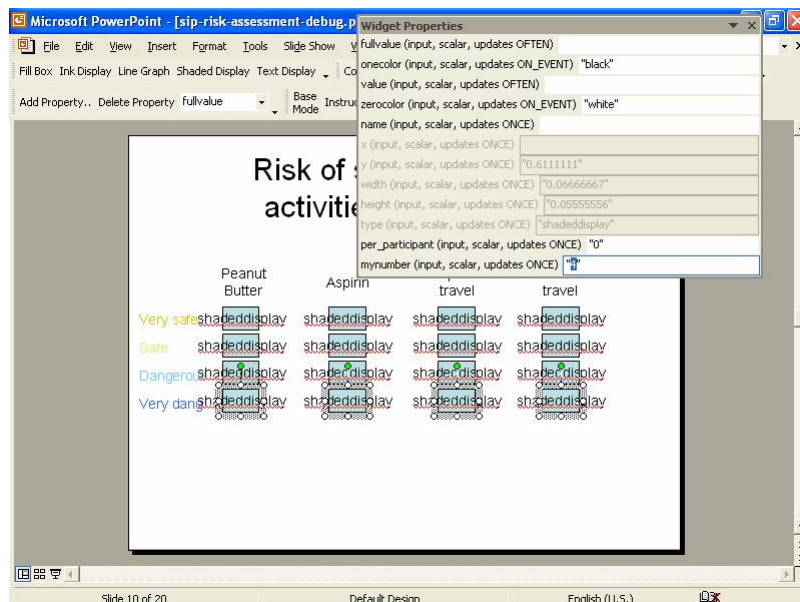 Microsoft PowerPoint - [sip-risk-assessment-debug.p
Widget Properties
File Edit View Insert Format Tools Slide Show
fullvalue (input, scalar, updates OFTEN)
onecolor (input, scalar, updates ON_EVENT) "black"
Fill Box Ink Display Line Graph Shaded Display Text Display Co
value (input, scalar, updates OFTEN)
zerocolor (input, scalar, updates ON_EVENT) "white"
Add Property.. Delete Property fullvalue Base Mode Instruc
name (input, scalar, updates ONCE)
x (input, scalar, updates ONCE)
y (input, scalar, updates ONCE) "0.6111111"
width (input, scalar, updates ONCE) "0.06666667"
height (input, scalar, updates ONCE) "0.05555556"
type (input, scalar, updates ONCE) "shadeddisplay"
per_participant (input, scalar, updates ONCE) "0"
mynumber (input, scalar, updates ONCE)
Risk of
activitie
Peanut Butter Aspirin travel travel
Very safe shadeddisplay shadeddisplay shadeddisplay shadeddisplay
Safe shadeddisplay shadeddisplay shadeddisplay shadeddisplay
Dangerou shadeddisplay shadeddisplay shadeddisplay shadeddisplay
Very dang shadeddisplay shadeddisplay shadeddisplay shadeddisplay
Slide 10 of 20 Default Design English (U.S.)